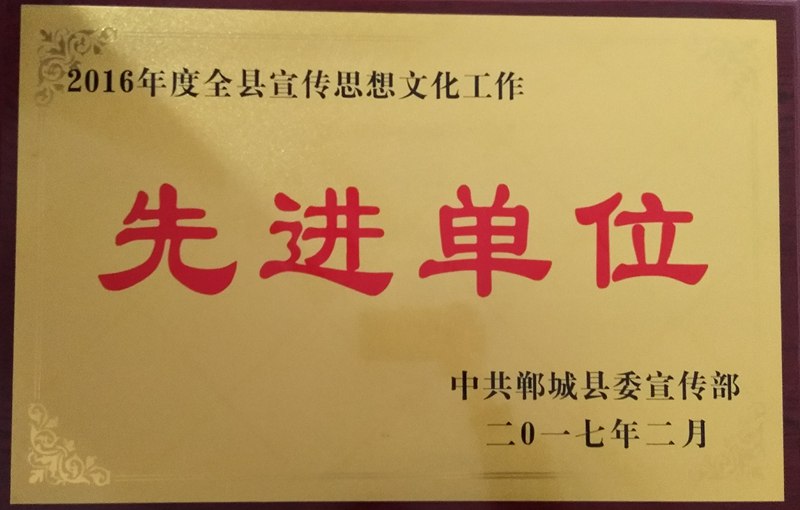 2016年度全县宣传思想文化工作
先进单位
中共郸城县委宣传部
二0一七年二月